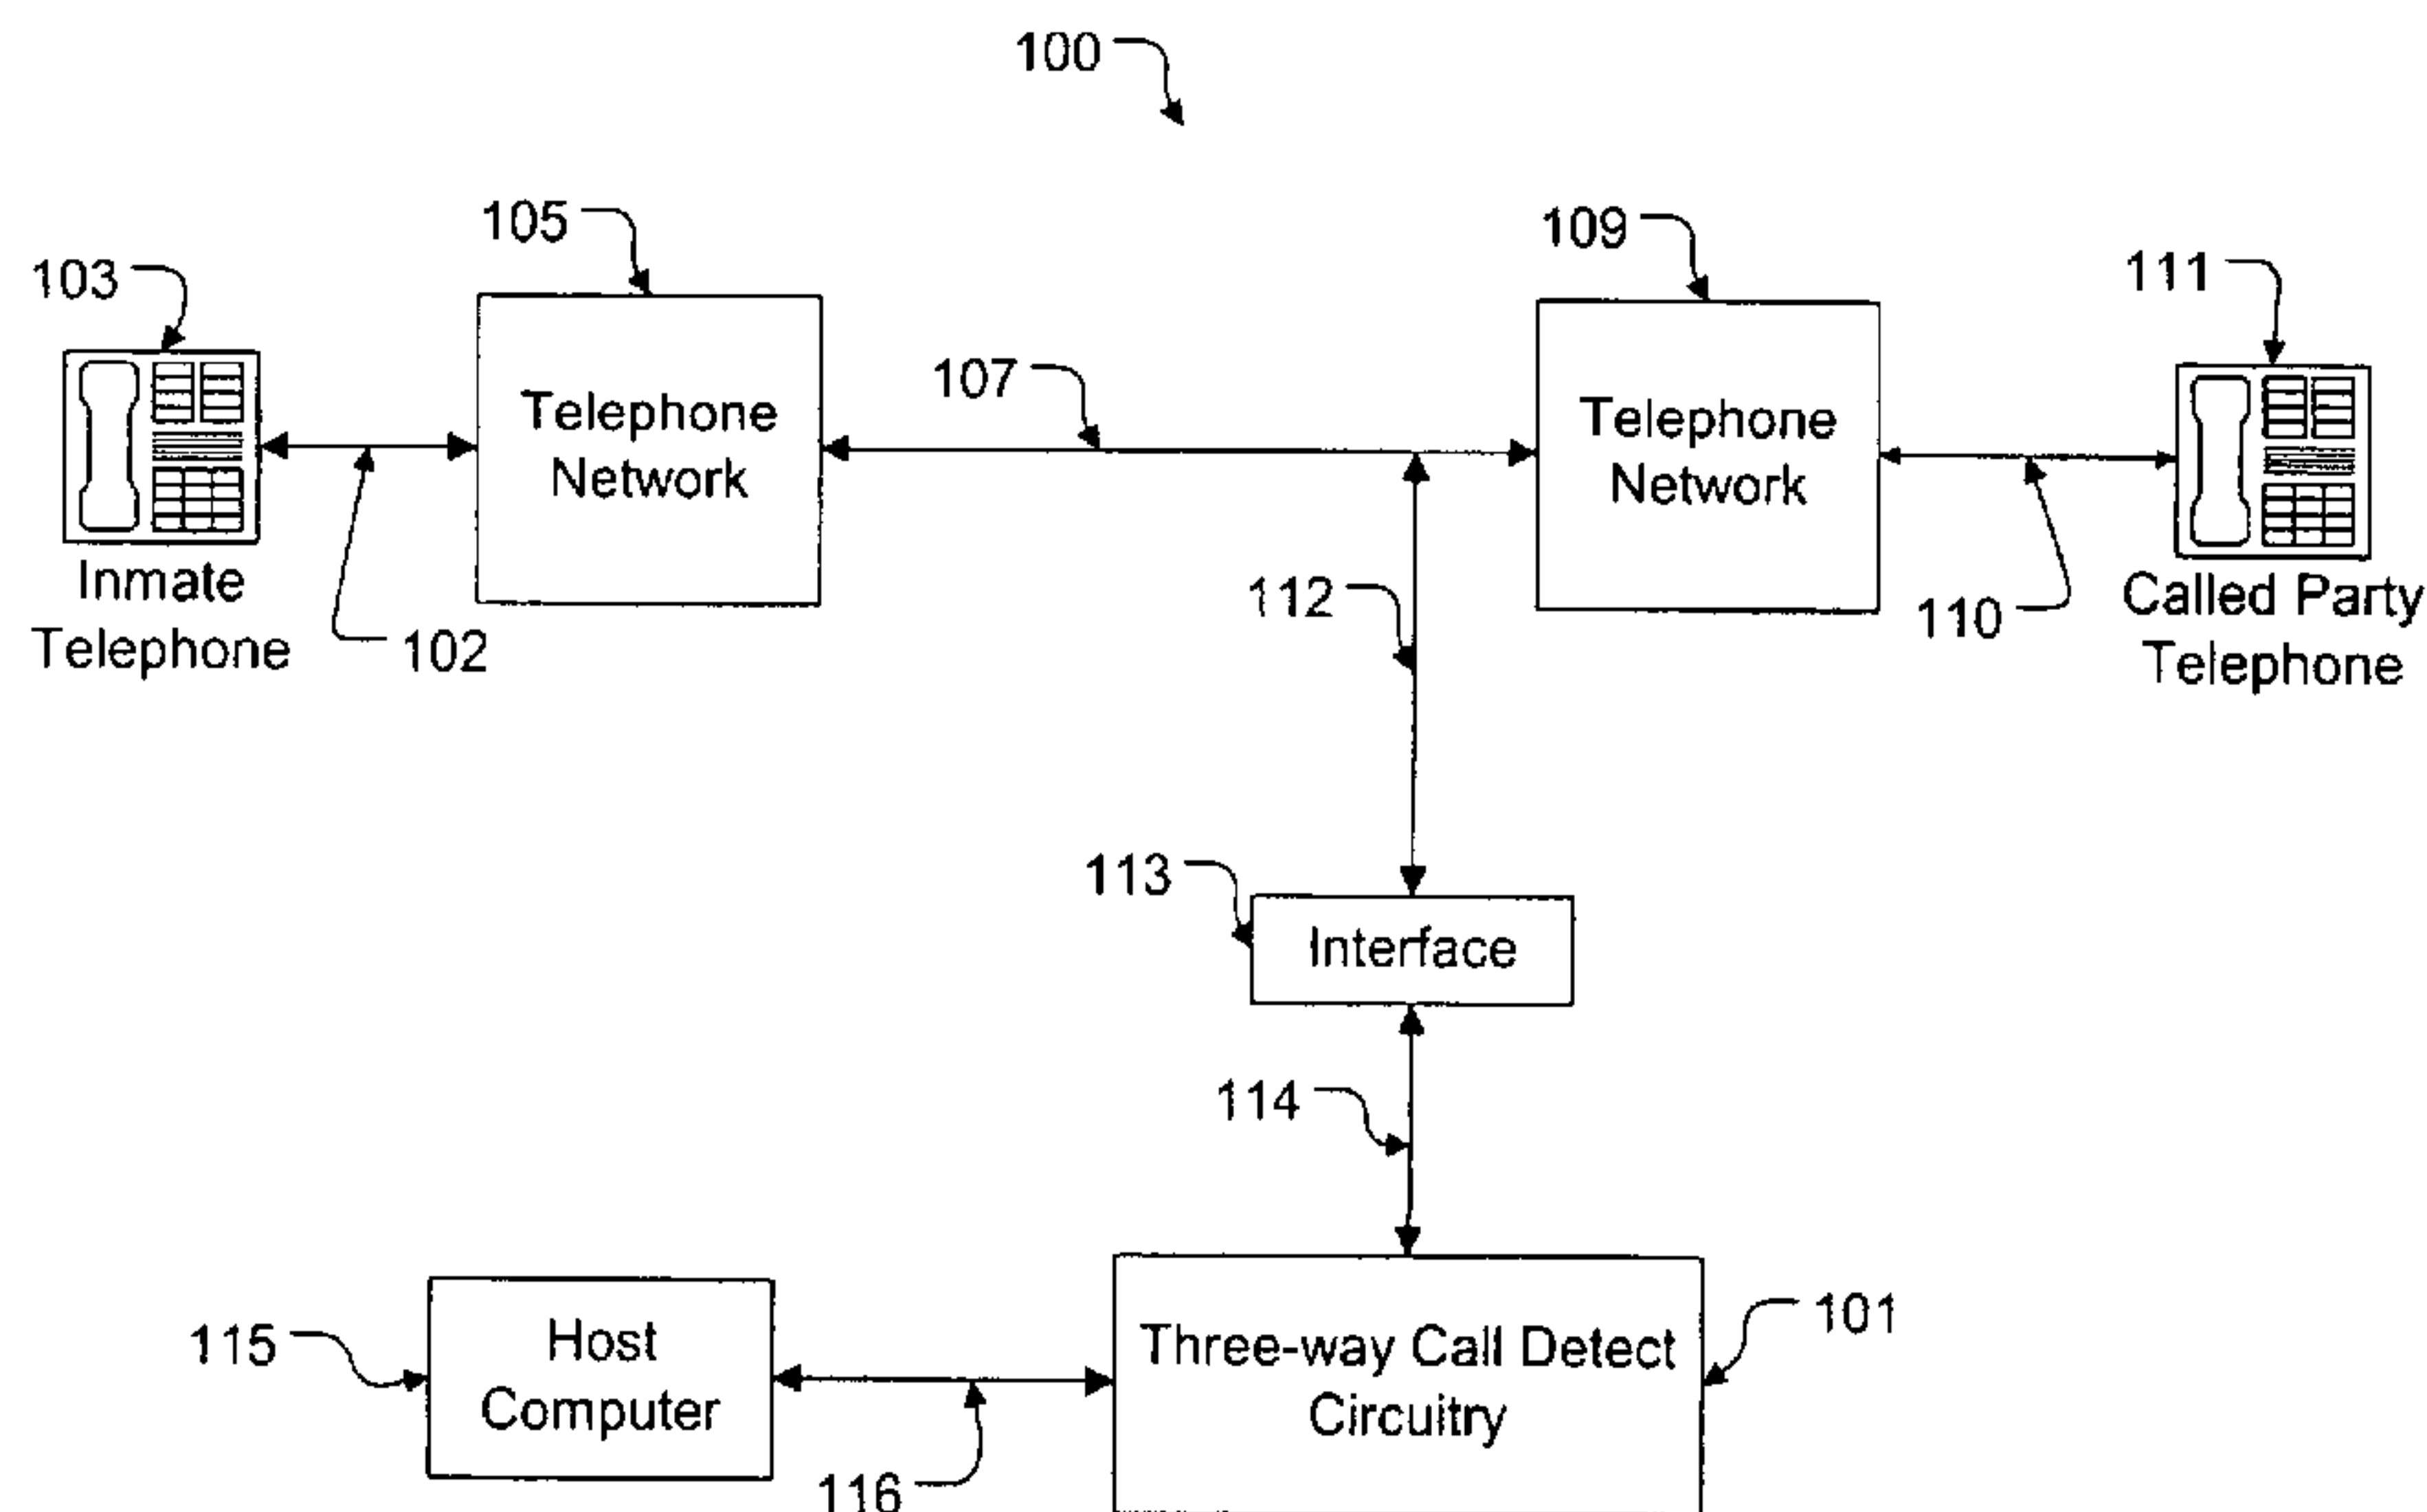 100
105
109
103
111
107
Telephone
Network
Telephone
Network
Inmate
Telephone
102
112
110
Called Party
Telephone
113
Interface
114
101
115
Host
Computer
Three-way Call Detect
Circuitry
116